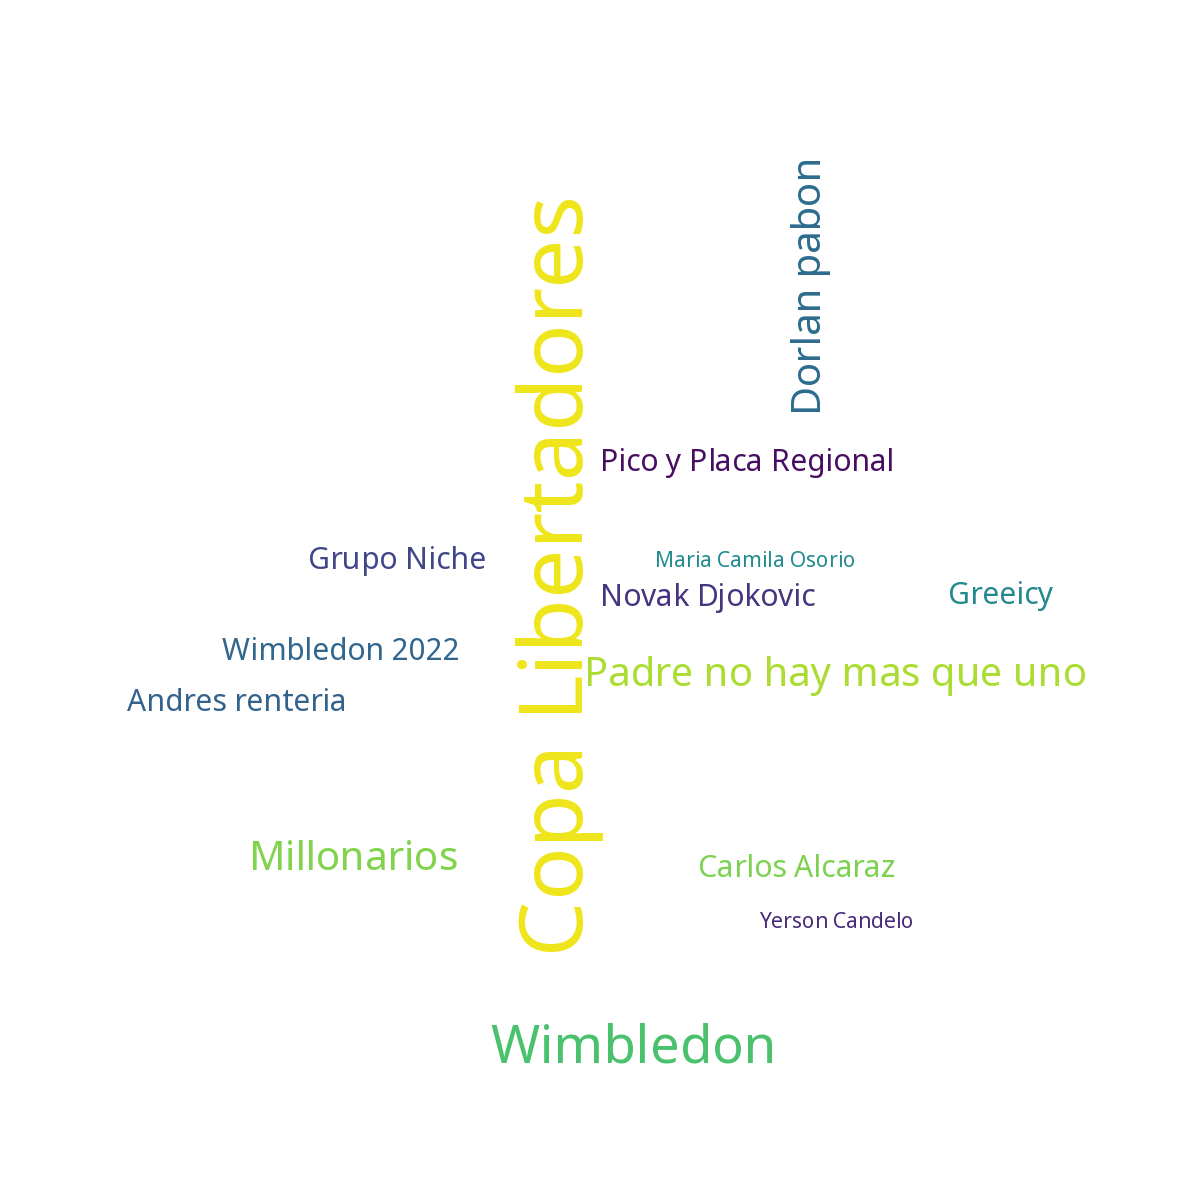 Dorlan pabon
Copa Libertadores
Pico y Placa Regional
Grupo Niche
Maria Camila Osorio
Novak Djokovic
Greeicy
Wimbledon 2022
Padre no hay mas que uno
Andres renteria
Millonarios
Carlos Alcaraz
Yerson Candelo
Wimbledon